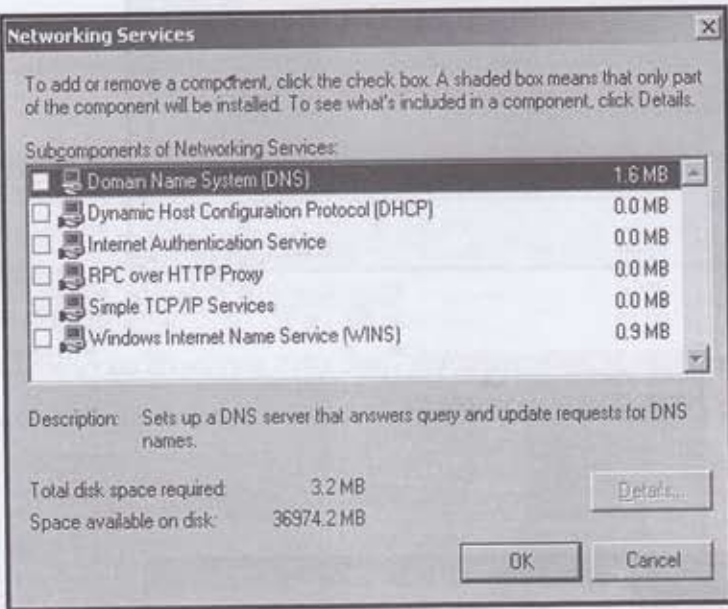 Networking Services
To add or remove a component, click the check box. A shaded box means that only part
of the component will be installed. To see what's included in a component, click Details.
Subcomponents of Networking Services:
Domain Name System (DNS) 1.6 MB
Dynamic Host Configuration Protocol (DHCP) 0.0 MB
Internet Authentication Service 0.0 MB
RPC over HTTP Proxy 0.0 MB
Simple TCP/IP Services 0.0 MB
Windows Internet Name Service (WINS) 0.9 MB
Description: Sets up a DNS server that answers query and update requests for DNS
names.
Total disk space required: 3.2 MB
Space available on disk: 36974.2 MB
Details...
OK Cancel